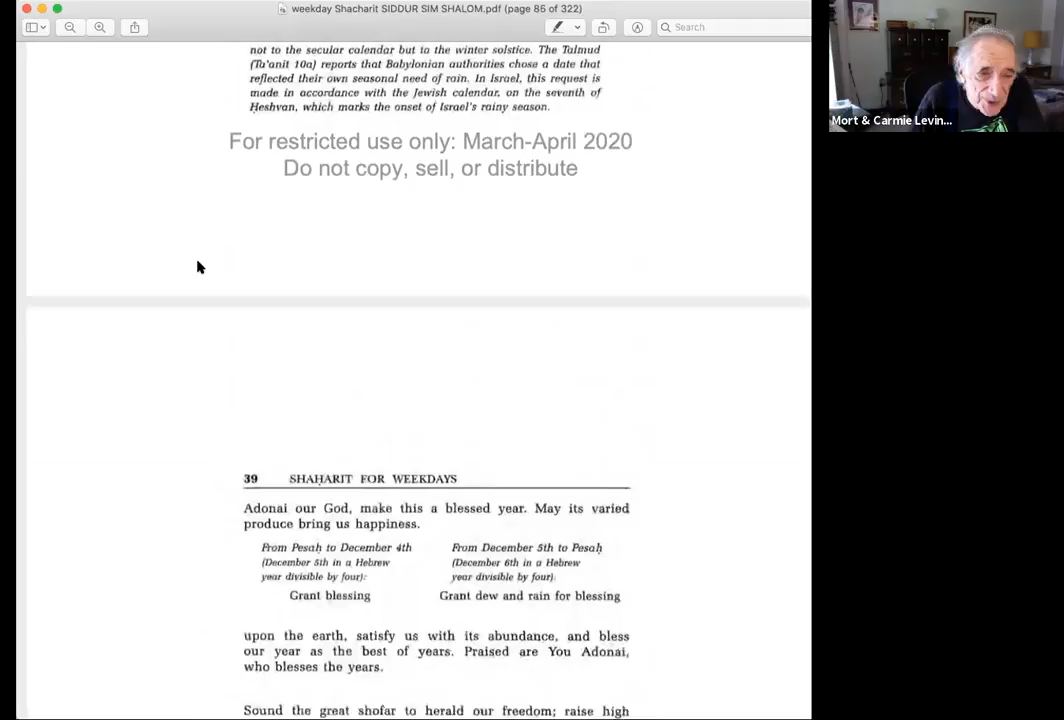 weekday Shacharit SIDDUR SIM SHALOM.pdf (page 86 of 322)
Search
not to the secular calendar but to the winter solstice. The Talmud
(Ta'anit 10a) reports that Babylonian authorities chose a date that
reflected their own seasonal need of rain. In Israel, this request is
made in accordance with the Jewish calendar, on the seventh of
Ḥeshvan, which marks the onset of Israel's rainy season.
For restricted use only: March-April 2020
Do not copy, sell, or distribute
Mort & Carmie Levin...
39 SHAḤARIT FOR WEEKDAYS
Adonai our God, make this a blessed year. May its varied
produce bring us happiness.
From Pesaḥ to December 4th
(December 5th in a Hebrew
year divisible by four):
Grant blessing
From December 5th to Pesaḥ
(December 6th in a Hebrew
year divisible by four):
Grant dew and rain for blessing
upon the earth, satisfy us with its abundance, and bless
our year as the best of years. Praised are You Adonai,
who blesses the years.
Sound the great shofar to herald our freedom; raise high